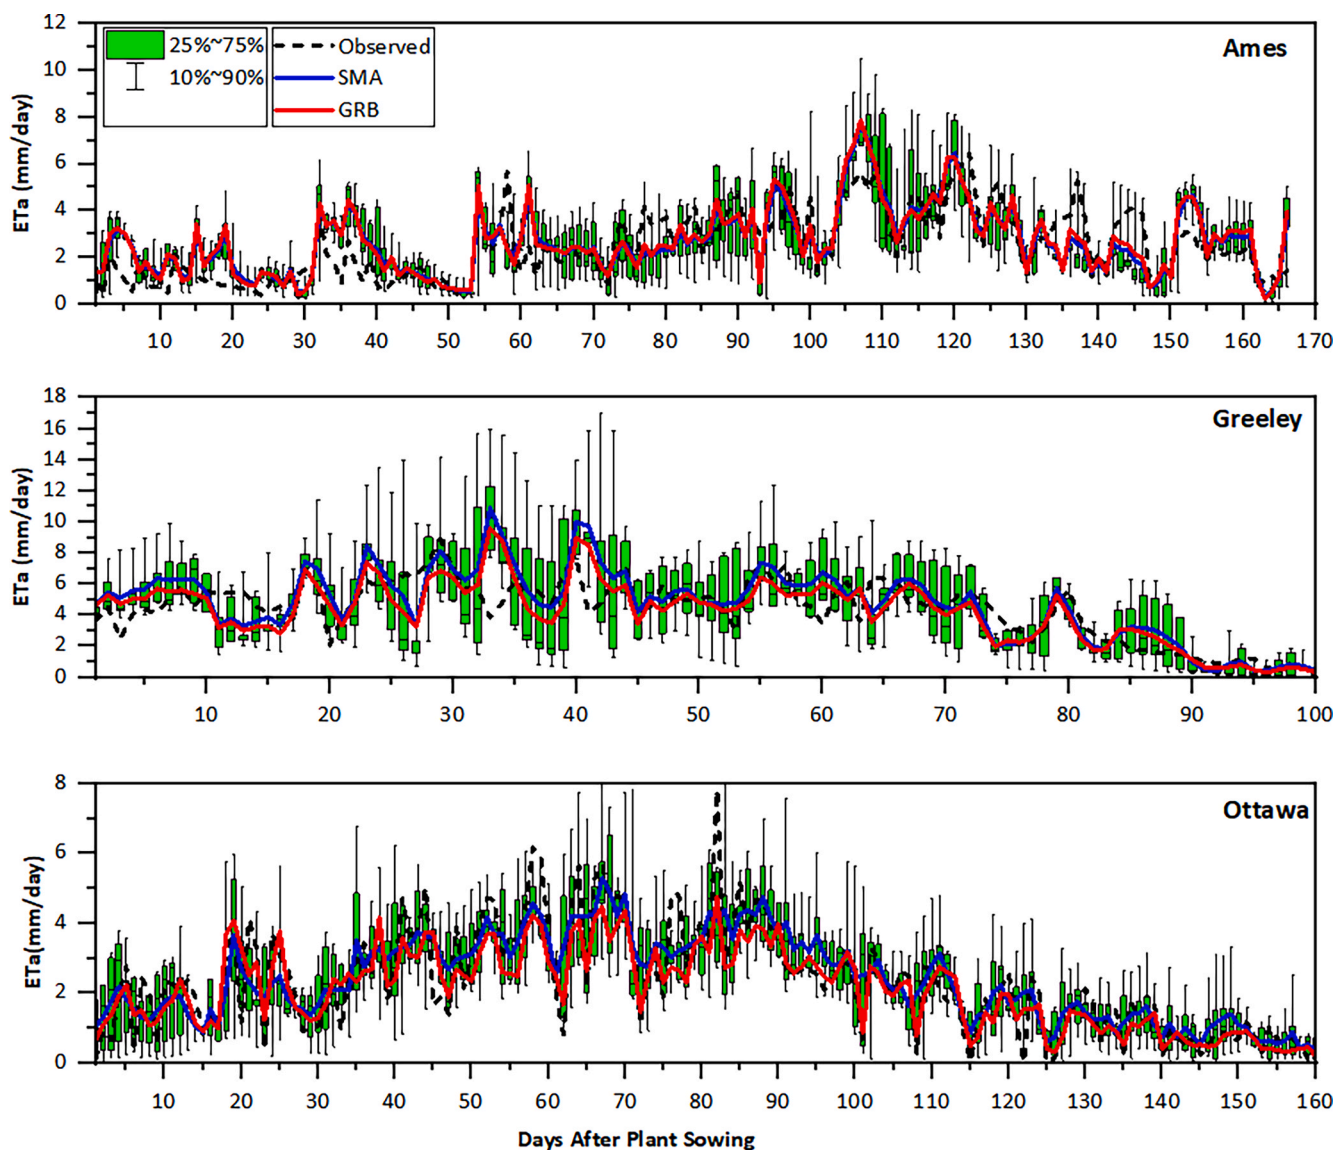 12
10
8
6
4
2
0
ETa (mm/day)
25%~75%
10%~90%
Observed
SMA
GRB
Ames
10 20 30 40 50 60 70 80 90 100 110 120 130 140 150 160 170
18
16
14
12
10
8
6
4
2
0
ETa (mm/day)
Greeley
10 20 30 40 50 60 70 80 90 100
8
6
4
2
0
ETa(mm/day)
Ottawa
10 20 30 40 50 60 70 80 90 100 110 120 130 140 150 160
Days After Plant Sowing